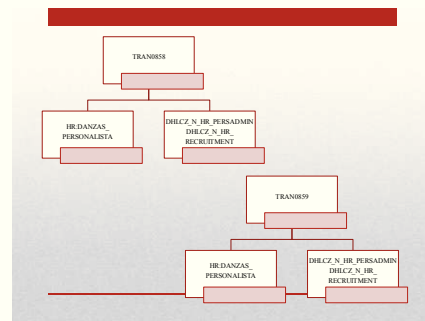 TRAN0858
HR:DANZAS_
PERSONALISTA
DHLCZ_N_HR_PERSADMIN
DHLCZ_N_HR_
RECRUITMENT
TRAN0859
HR:DANZAS_
PERSONALISTA
DHLCZ_N_HR_PERSADMIN
DHLCZ_N_HR_
RECRUITMENT